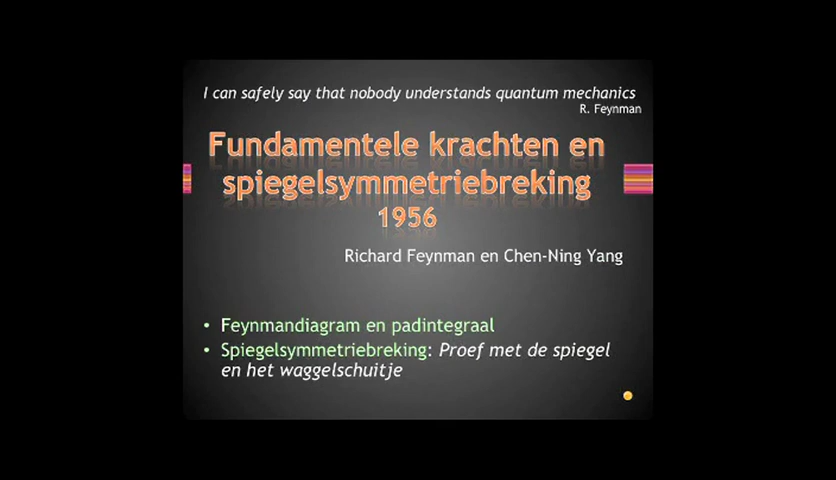 I can safely say that nobody understands quantum mechanics
R. Feynman
Fundamentele krachten en
spiegelsymmetriebreking
1956
Richard Feynman en Chen-Ning Yang
• Feynmandiagram en padintegraal
• Spiegelsymmetriebreking: Proef met de spiegel
en het waggelschuitje